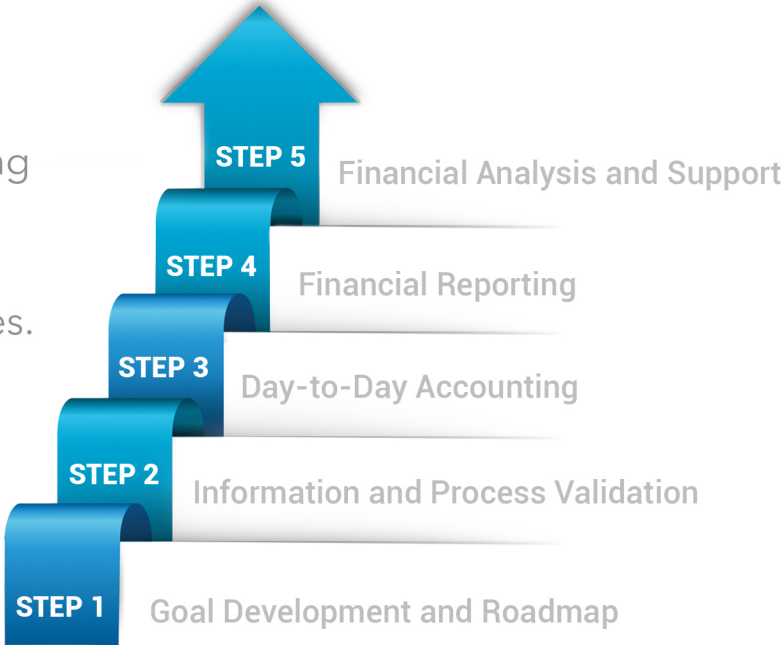 STEP 5
Financial Analysis and Support
STEP 4
Financial Reporting
STEP 3
Day-to-Day Accounting
STEP 2
Information and Process Validation
STEP 1
Goal Development and Roadmap